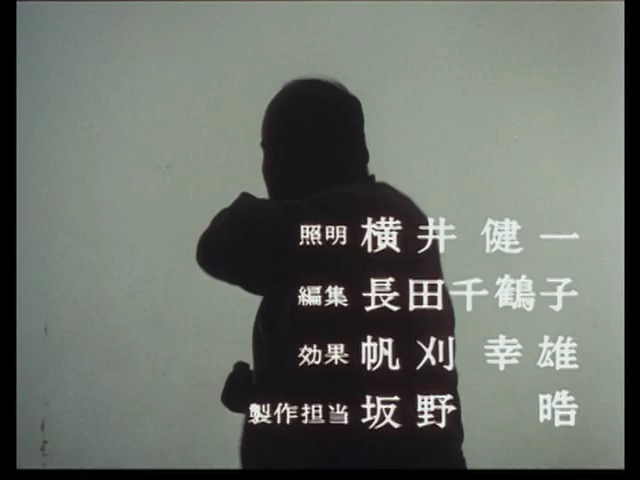 照明 横井健一
編集 長田千鶴子
効果 帆刈幸雄
製作担当 坂野晧